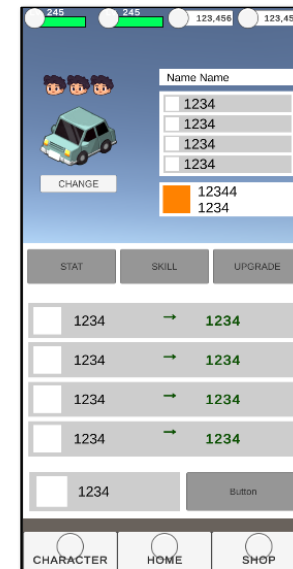 245 245 123,456 123,45
Name Name
1234
1234
1234
1234
CHANGE
12344
1234
STAT SKILL UPGRADE
1234 → 1234
1234 → 1234
1234 → 1234
1234 → 1234
1234 Button
CHARACTER HOME SHOP